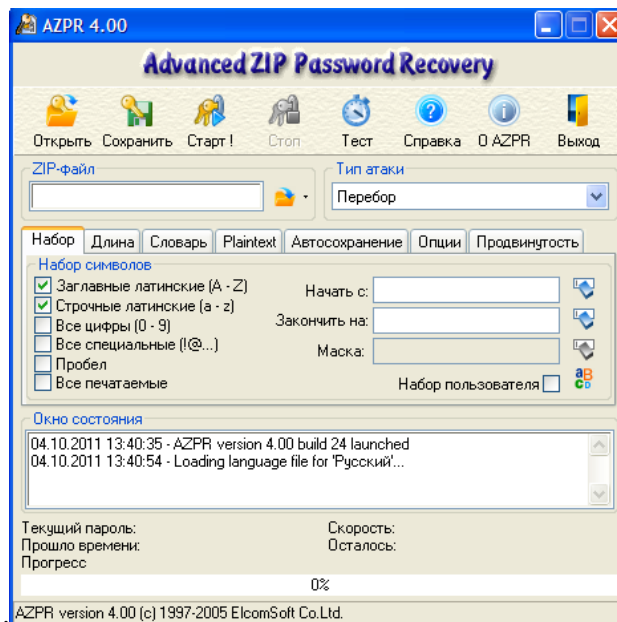 AZPR 4.00
Advanced ZIP Password Recovery
Открыть Сохранить Старт ! Стоп Тест Справка О AZPR Выход
ZIP-файл Тип атаки
Перебор
Набор Длина Словарь Plaintext Автосохранение Опции Продвинутость
Набор символов
Заглавные латинские (A - Z) Начать с:
Строчные латинские (a - z)
Все цифры (0 - 9) Закончить на:
Все специальные (!@...) Маска:
Пробел
Все печатаемые Набор пользователя
Окно состояния
04.10.2011 13:40:35 - AZPR version 4.00 build 24 launched
04.10.2011 13:40:54 - Loading language file for 'Русский'...
Текущий пароль: Скорость:
Прошло времени: Осталось:
Прогресс
0%
AZPR version 4.00 (c) 1997-2005 ElcomSoft Co.Ltd.